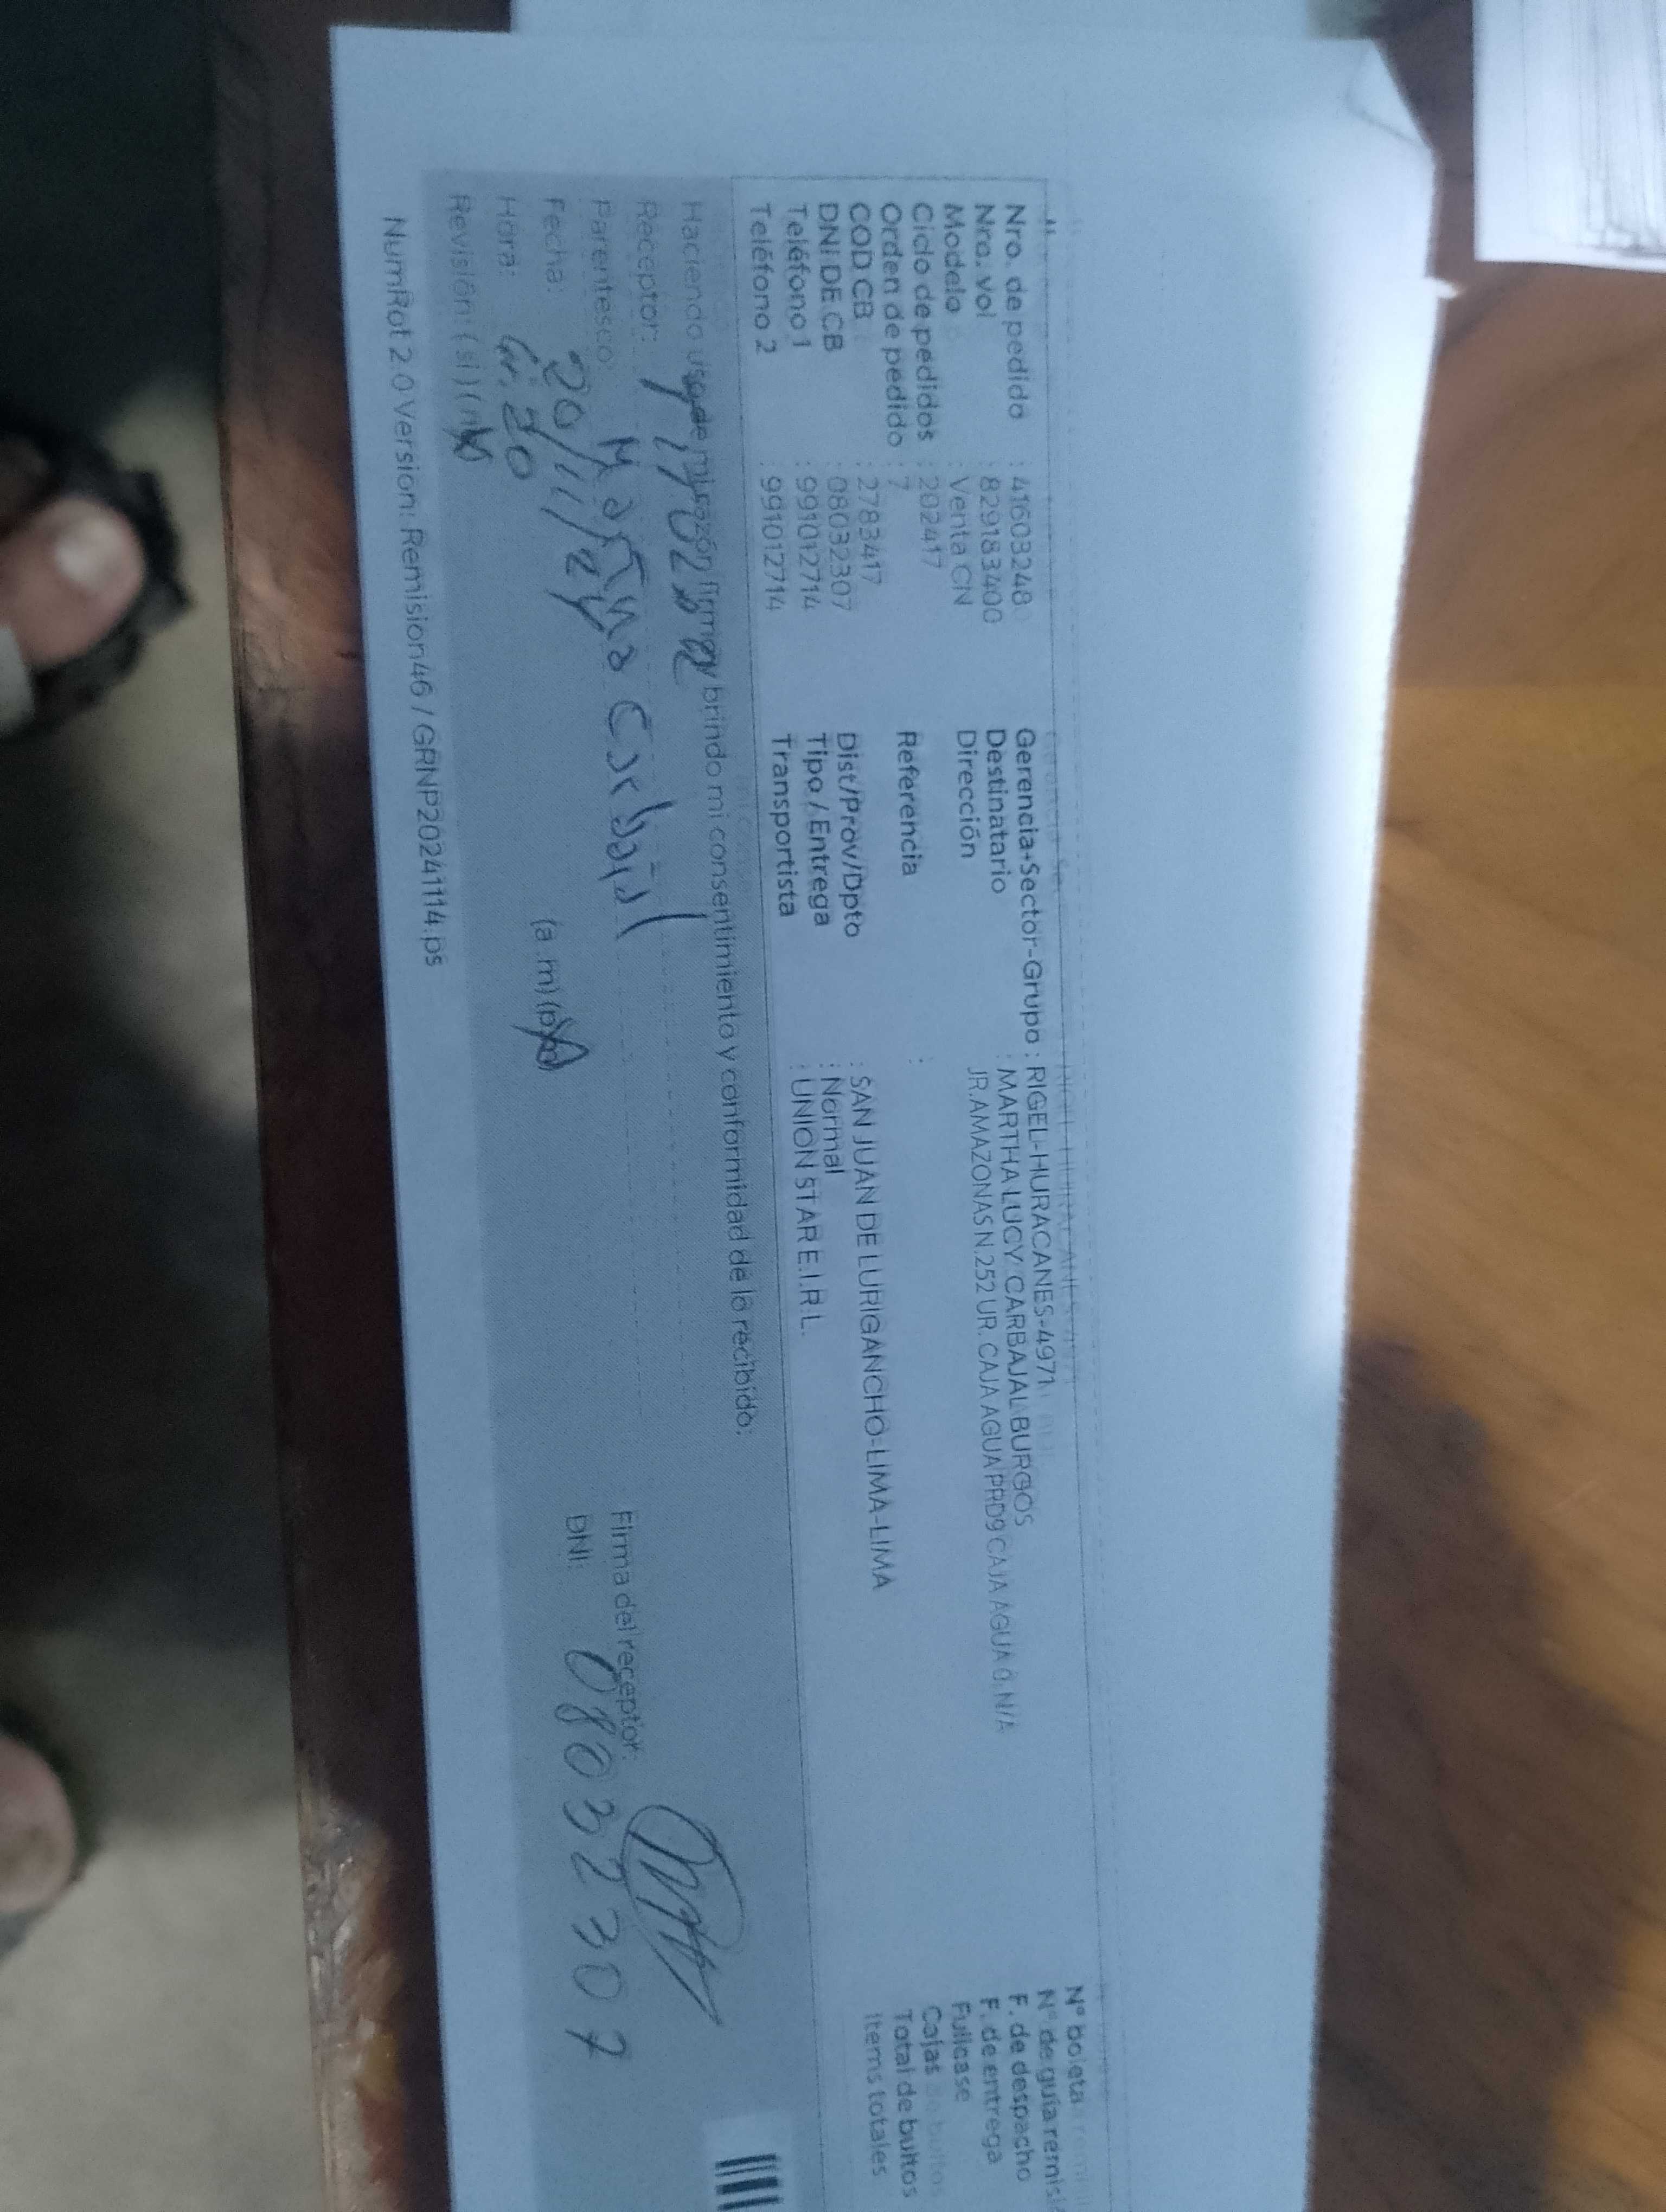 Nro. de pedido : 41603248
Nro. vol : 829183400
Modelo : Venta CN
Ciclo de pedidos : 202417
Orden de pedido : 7
COD CB : 2783417
DNI DE CB : 08032307
Teléfono 1 : 991012714
Teléfono 2 : 991012714
Gerencia+Sector-Grupo : RIGEL-HURACANES-4971
Destinatario : MARTHA LUCY CARBAJAL BURGOS
Dirección JR.AMAZONAS N.252 UR. CAJA AGUA PRD9 CAJA AGUA 0: N/A
Referencia :
Dist/Prov/Dpto : SAN JUAN DE LURIGANCHO-LIMA-LIMA
Tipo / Entrega : Normal
Transportista : UNION STAR E.I.R.L.
N° boleta
N° de guía remisi
F. de despacho
F. de entrega
Fullcase
Cajas
Total de bultos
Items totales
Haciendo uso de mi razón firmo y brindo mi consentimiento y conformidad de lo recibido:
Receptor:
Parentesco: Carbajal
Fecha: 20/11/24
Hora: (a.m) (p.m)
Revisión: (si) (no)
Firma del receptor:
DNI: 08032307
NumRot 2.0 Version: Remision46 / GRNP20241114.ps